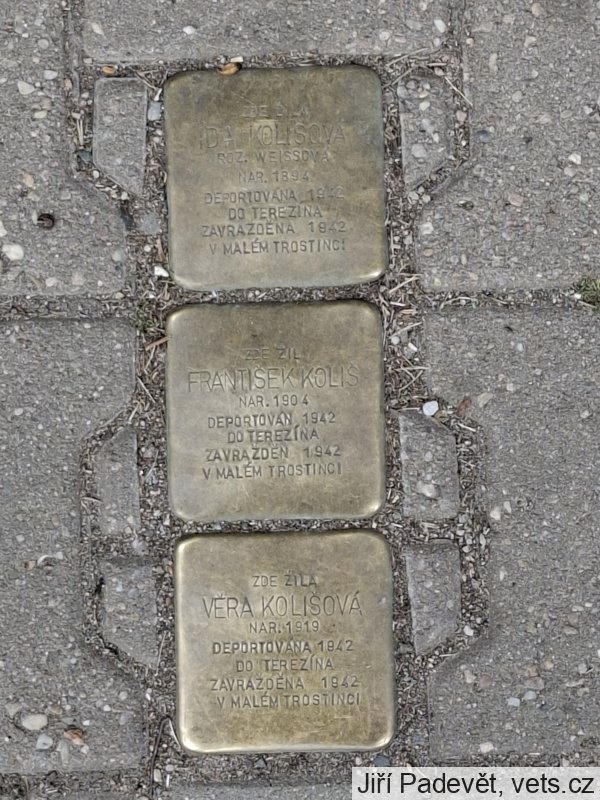 ZDE ŽILA
IDA KOLIŠOVÁ
ROZ. WEISSOVÁ
NAR. 1894
DEPORTOVÁNA 1942
DO TEREZÍNA
ZAVRAŽDĚNA 1942
V MALÉM TROSTINCI
ZDE ŽIL
FRANTIŠEK KOLIŠ
NAR. 1904
DEPORTOVÁN 1942
DO TEREZÍNA
ZAVRAŽDĚN 1942
V MALÉM TROSTINCI
ZDE ŽILA
VĚRA KOLIŠOVÁ
NAR. 1919
DEPORTOVÁNA 1942
DO TEREZÍNA
ZAVRAŽDĚNA 1942
V MALÉM TROSTINCI
Jiří Padevět, vets.cz